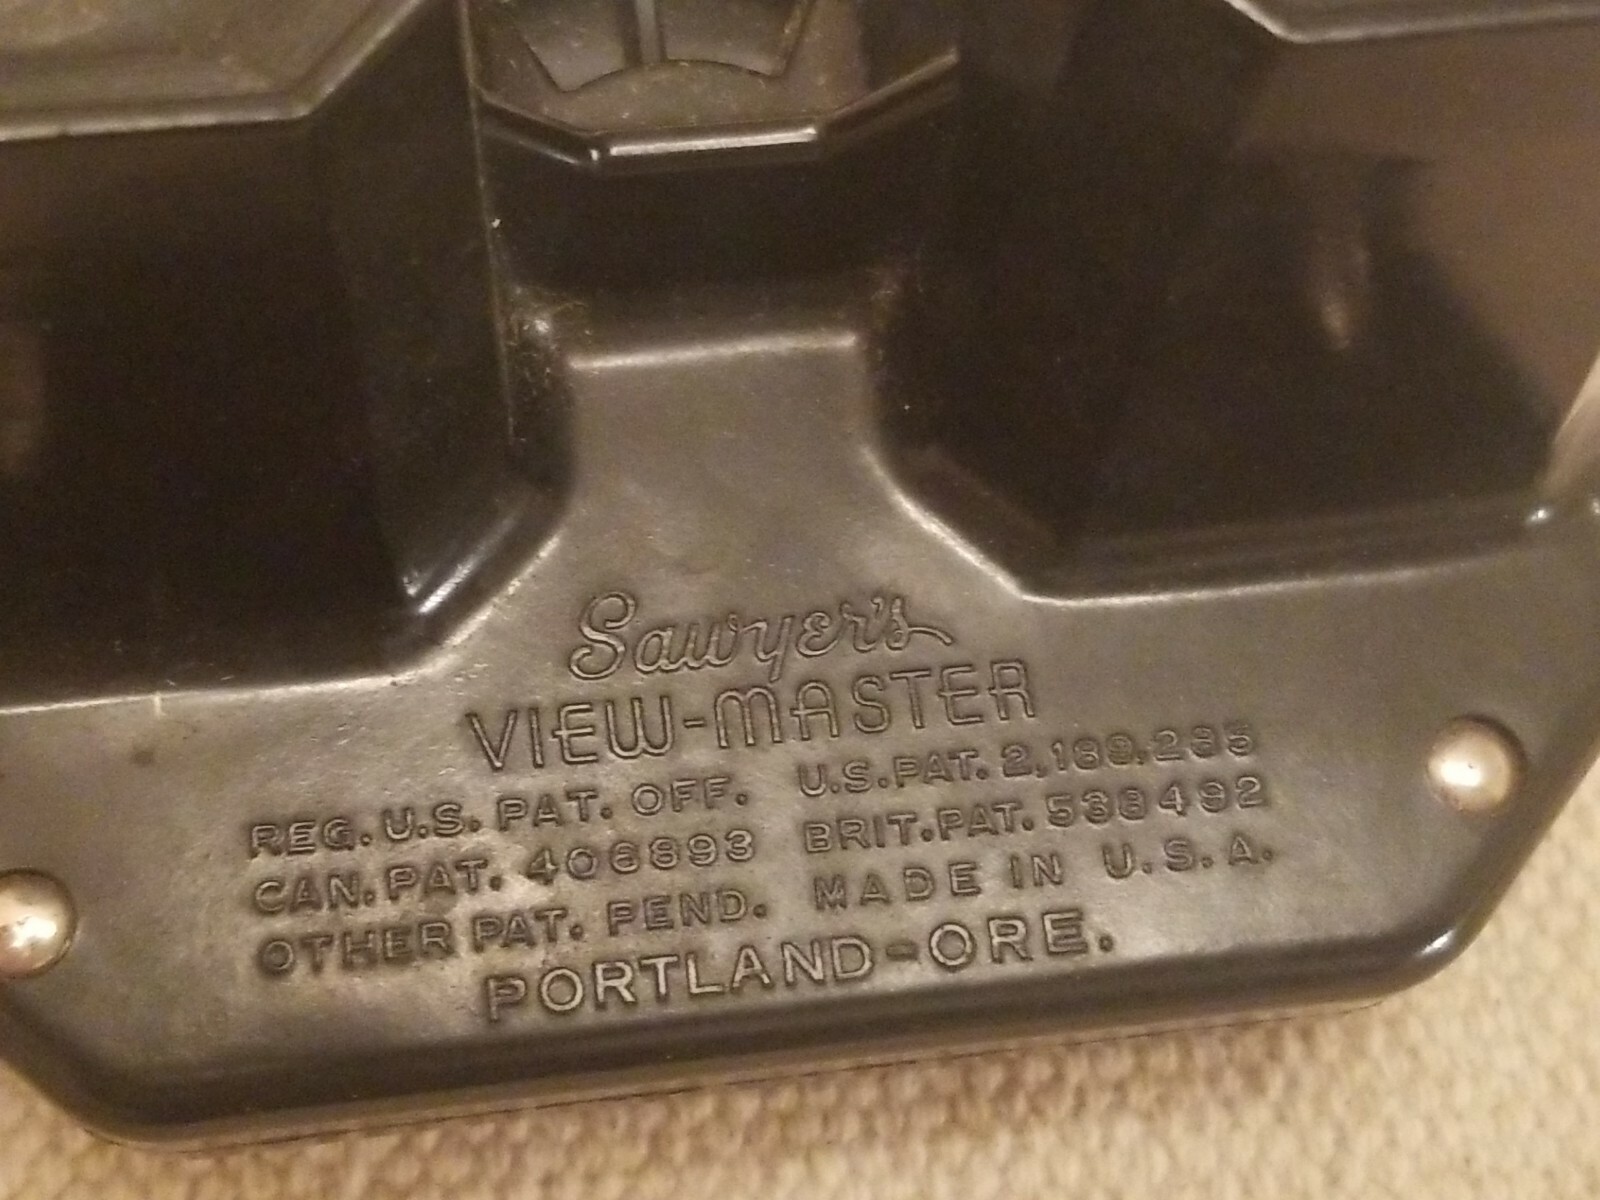 Sawyer's
VIEW-MASTER
REG. U.S. PAT. OFF. U.S. PAT. 2,189,285
CAN. PAT. 406893 BRIT. PAT. 538492
OTHER PAT. PEND. MADE IN U.S.A.
PORTLAND-ORE.